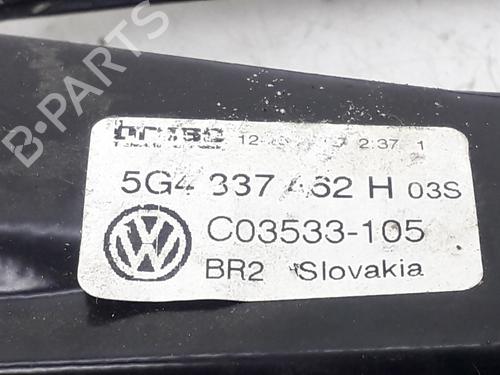 5G4 337 462 H 03S
C03533-105
BR2 Slovakia
B-PARTS